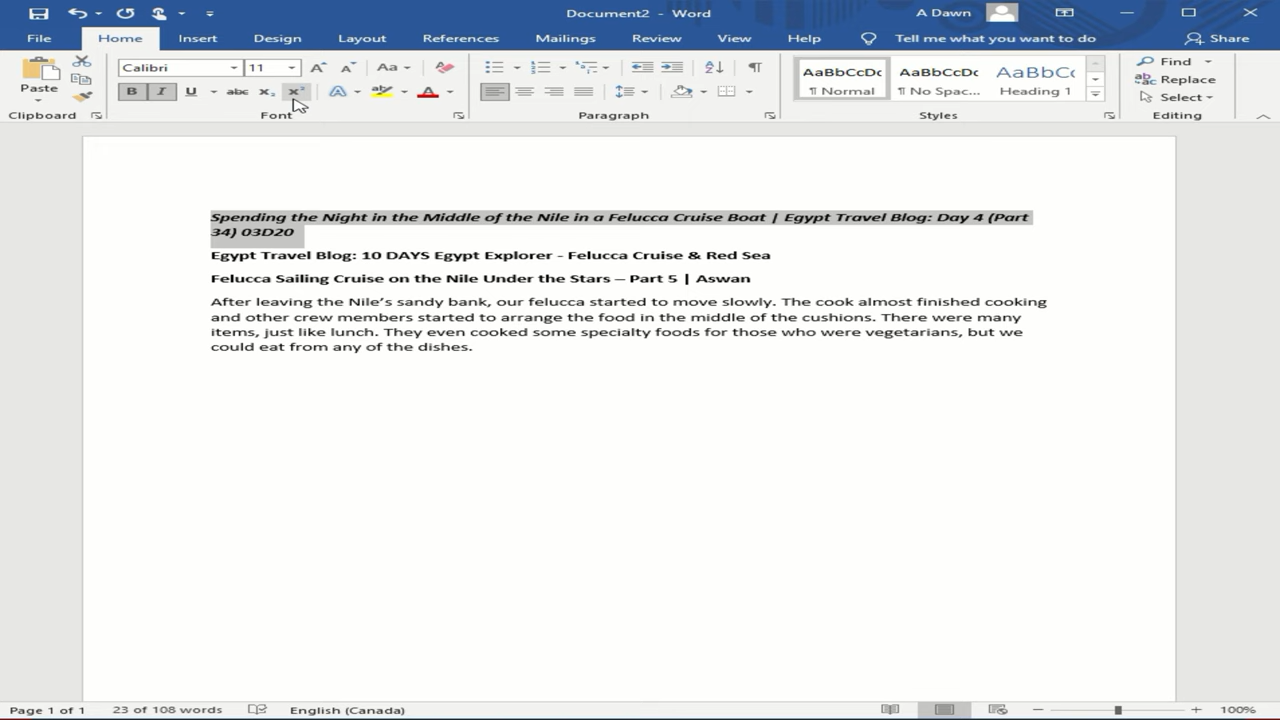 Document2 - Word
A Dawn
File Home Insert Design Layout References Mailings Review View Help Tell me what you want to do Share
Paste
Calibri 11 Aa
B I U abc x₂ x² A ab A
Clipboard Font Paragraph Styles Editing
AaBbCcDc AaBbCcDc AaBbC(
¶ Normal ¶ No Spac... Heading 1
Find
Replace
Select
Spending the Night in the Middle of the Nile in a Felucca Cruise Boat | Egypt Travel Blog: Day 4 (Part
34) 03D20
Egypt Travel Blog: 10 DAYS Egypt Explorer - Felucca Cruise & Red Sea
Felucca Sailing Cruise on the Nile Under the Stars – Part 5 | Aswan
After leaving the Nile’s sandy bank, our felucca started to move slowly. The cook almost finished cooking
and other crew members started to arrange the food in the middle of the cushions. There were many
items, just like lunch. They even cooked some specialty foods for those who were vegetarians, but we
could eat from any of the dishes.
Page 1 of 1 23 of 108 words English (Canada) 100%